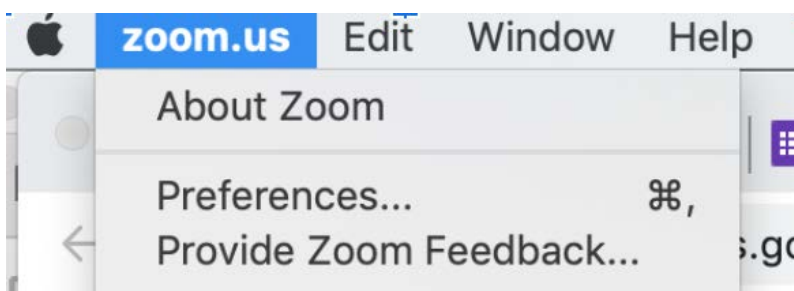 zoom.us Edit Window Help
About Zoom
Preferences... ⌘,
Provide Zoom Feedback...